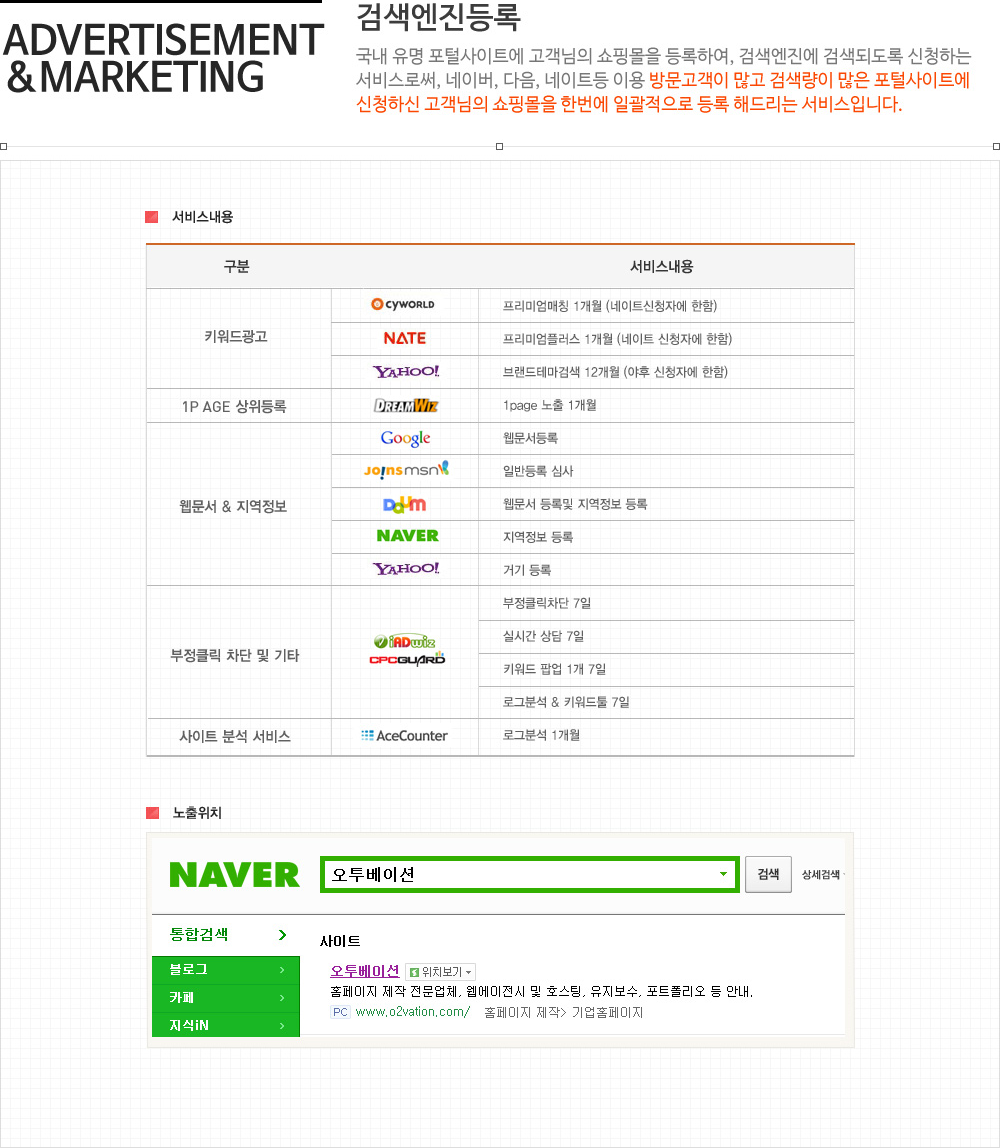 ADVERTISEMENT
&MARKETING
검색엔진등록
국내 유명 포털사이트에 고객님의 쇼핑몰을 등록하여, 검색엔진에 검색되도록 신청하는
서비스로써, 네이버, 다음, 네이트등 이용 방문고객이 많고 검색량이 많은 포털사이트에
신청하신 고객님의 쇼핑몰을 한번에 일괄적으로 등록 해드리는 서비스입니다.
서비스내용
구분 서비스내용
키워드광고
CYWORLD 프리미엄매칭 1개월 (네이트신청자에 한함)
NATE 프리미엄플러스 1개월 (네이트 신청자에 한함)
YAHOO! 브랜드테마검색 12개월 (야후 신청자에 한함)
1P AGE 상위등록 DREAMWIZ 1page 노출 1개월
웹문서 & 지역정보
Google 웹문서등록
Joinsmsn 일반등록 심사
Daum 웹문서 등록및 지역정보 등록
NAVER 지역정보 등록
YAHOO! 거기 등록
부정클릭 차단 및 기타
iADwiz
CPCGUARD
부정클릭차단 7일
실시간 상담 7일
키워드 팝업 1개 7일
로그분석 & 키워드툴 7일
사이트 분석 서비스 AceCounter 로그분석 1개월
노출위치
NAVER 오투베이션 검색 상세검색
통합검색
블로그
카페
지식iN
사이트
오투베이션 위치보기
홈페이지 제작 전문업체, 웹에이전시 및 호스팅, 유지보수, 포트폴리오 등 안내.
PC www.o2vation.com/ 홈페이지 제작> 기업홈페이지